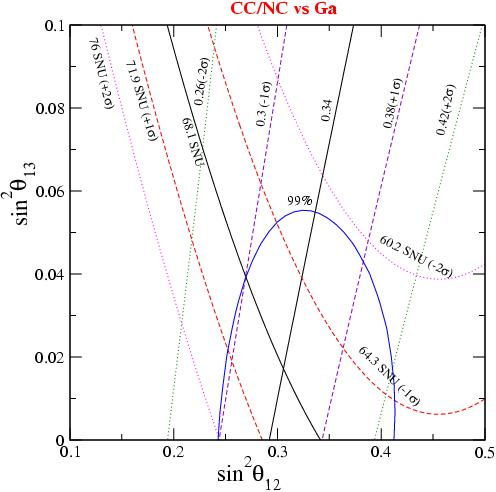 CC/NC vs Ga
0.1
0.08
0.06
0.04
0.02
0
sin²θ₁₃
76 SNU (+2σ)
71.9 SNU (+1σ)
68.1 SNU
0.26(-2σ)
0.3 (-1σ)
0.34
0.38(+1σ)
0.42(+2σ)
99%
60.2 SNU (-2σ)
64.3 SNU (-1σ)
0.1
0.2
0.3
0.4
0.5
sin²θ₁₂